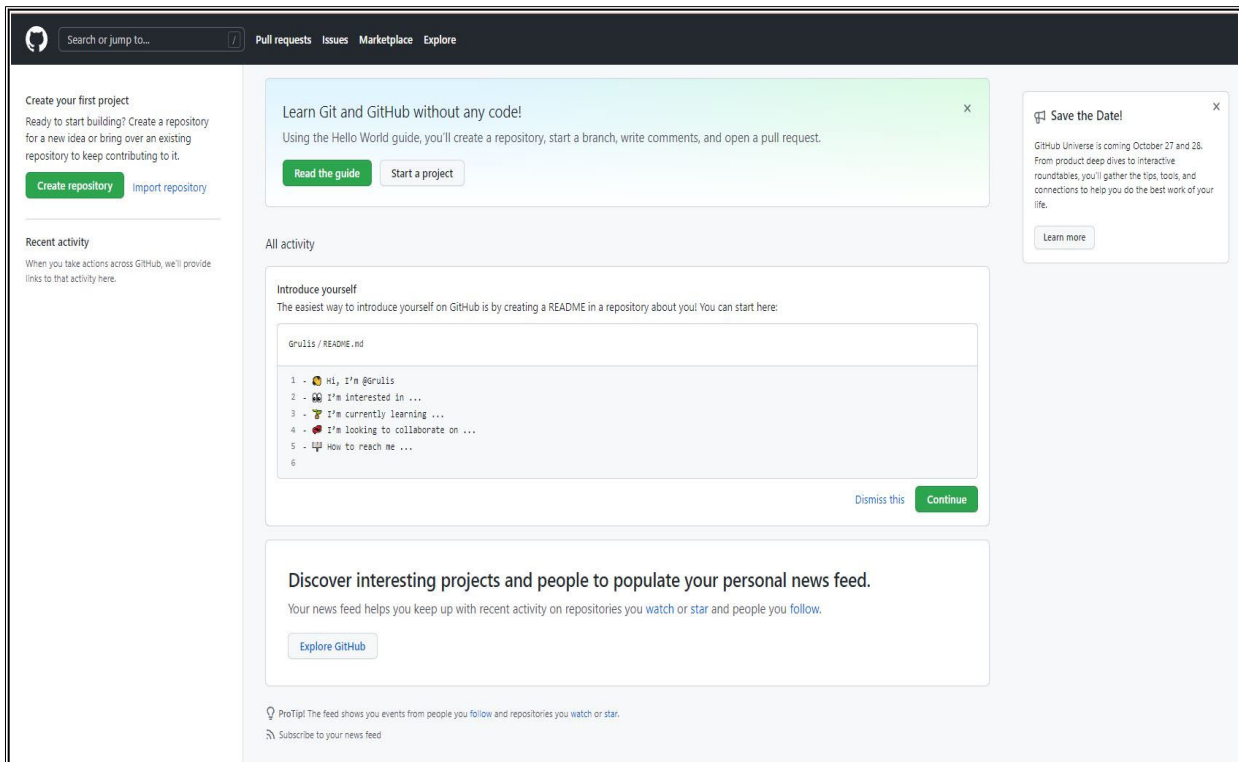 Search or jump to... /
Pull requests Issues Marketplace Explore
Create your first project
Ready to start building? Create a repository
for a new idea or bring over an existing
repository to keep contributing to it.
Create repository Import repository
Recent activity
When you take actions across GitHub, we'll provide
links to that activity here.
Learn Git and GitHub without any code!
Using the Hello World guide, you'll create a repository, start a branch, write comments, and open a pull request.
Read the guide Start a project
All activity
Introduce yourself
The easiest way to introduce yourself on GitHub is by creating a README in a repository about you! You can start here:
Grulis / README.md
1 - 👋 Hi, I'm @Grulis
2 - 👀 I'm interested in ...
3 - 🌱 I'm currently learning ...
4 - 💞️ I'm looking to collaborate on ...
5 - 📫 How to reach me ...
6
Dismiss this Continue
Discover interesting projects and people to populate your personal news feed.
Your news feed helps you keep up with recent activity on repositories you watch or star and people you follow.
Explore GitHub
ProTip! The feed shows you events from people you follow and repositories you watch or star.
Subscribe to your news feed
Save the Date!
GitHub Universe is coming October 27 and 28.
From product deep dives to interactive
roundtables, you'll gather the tips, tools, and
connections to help you do the best work of your
life.
Learn more